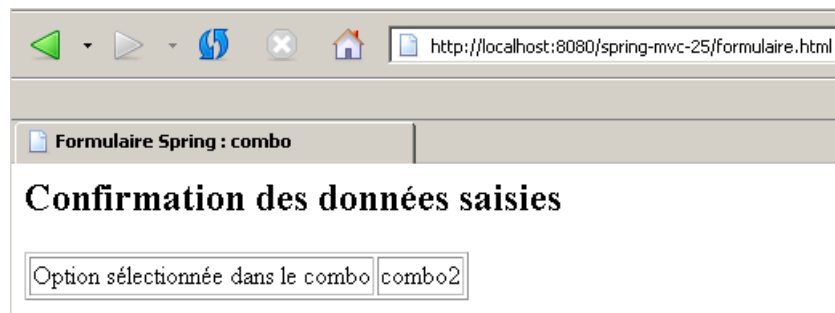 http://localhost:8080/spring-mvc-25/formulaire.html
Formulaire Spring : combo
Confirmation des données saisies
Option sélectionnée dans le combo combo2